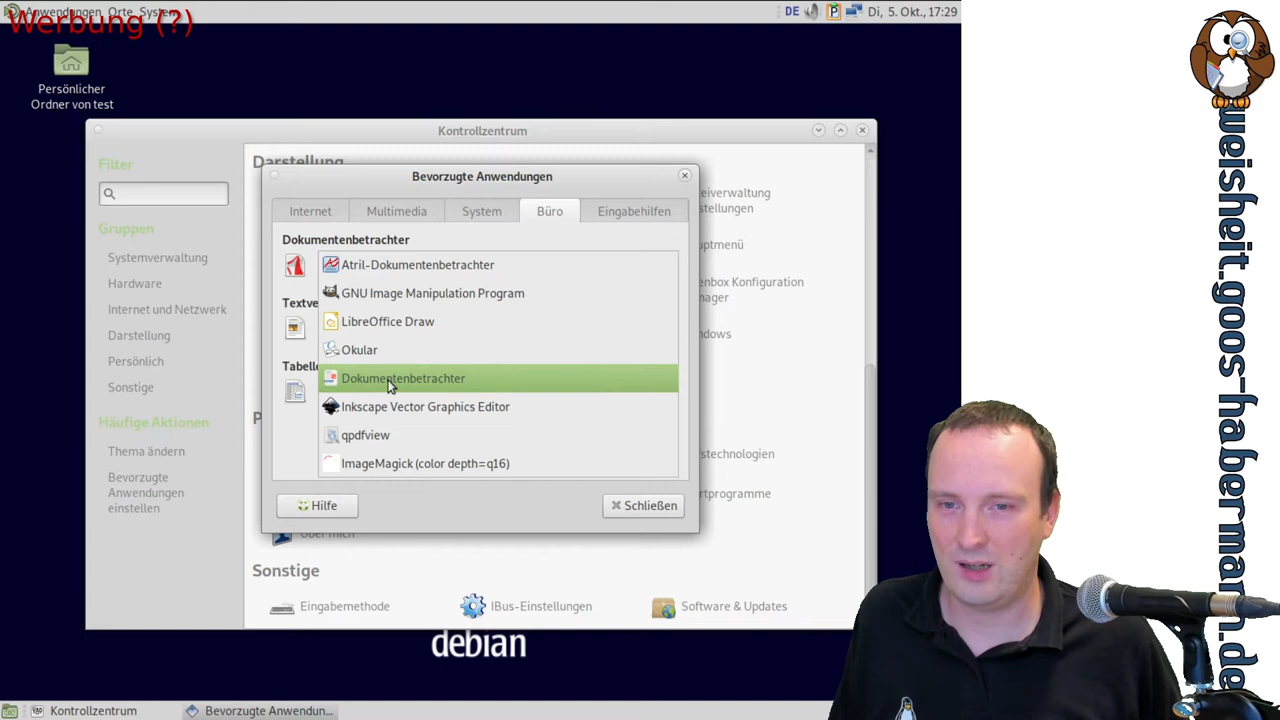 Anwendungen Orte System
Werbung (?)
DE
Di, 5. Okt., 17:29
Persönlicher
Ordner von test
Kontrollzentrum
Filter
Gruppen
Systemverwaltung
Hardware
Internet und Netzwerk
Darstellung
Persönlich
Sonstige
Häufige Aktionen
Thema ändern
Bevorzugte
Anwendungen
einstellen
Darstellung
Bevorzugte Anwendungen
Internet
Multimedia
System
Büro
Eingabehilfen
Dokumentenbetrachter
Atril-Dokumentenbetrachter
GNU Image Manipulation Program
LibreOffice Draw
Okular
Dokumentenbetrachter
Inkscape Vector Graphics Editor
qpdfview
ImageMagick (color depth=q16)
Textve
Tabelle
Hilfe
Schließen
eiverwaltung
stellungen
uptmenü
enbox Konfiguration
nager
ndows
stechnologien
rtprogramme
P
Über mich
Sonstige
Eingabemethode
IBus-Einstellungen
Software & Updates
debian
Kontrollzentrum
Bevorzugte Anwendun...
weisheit.goos-habermann.de